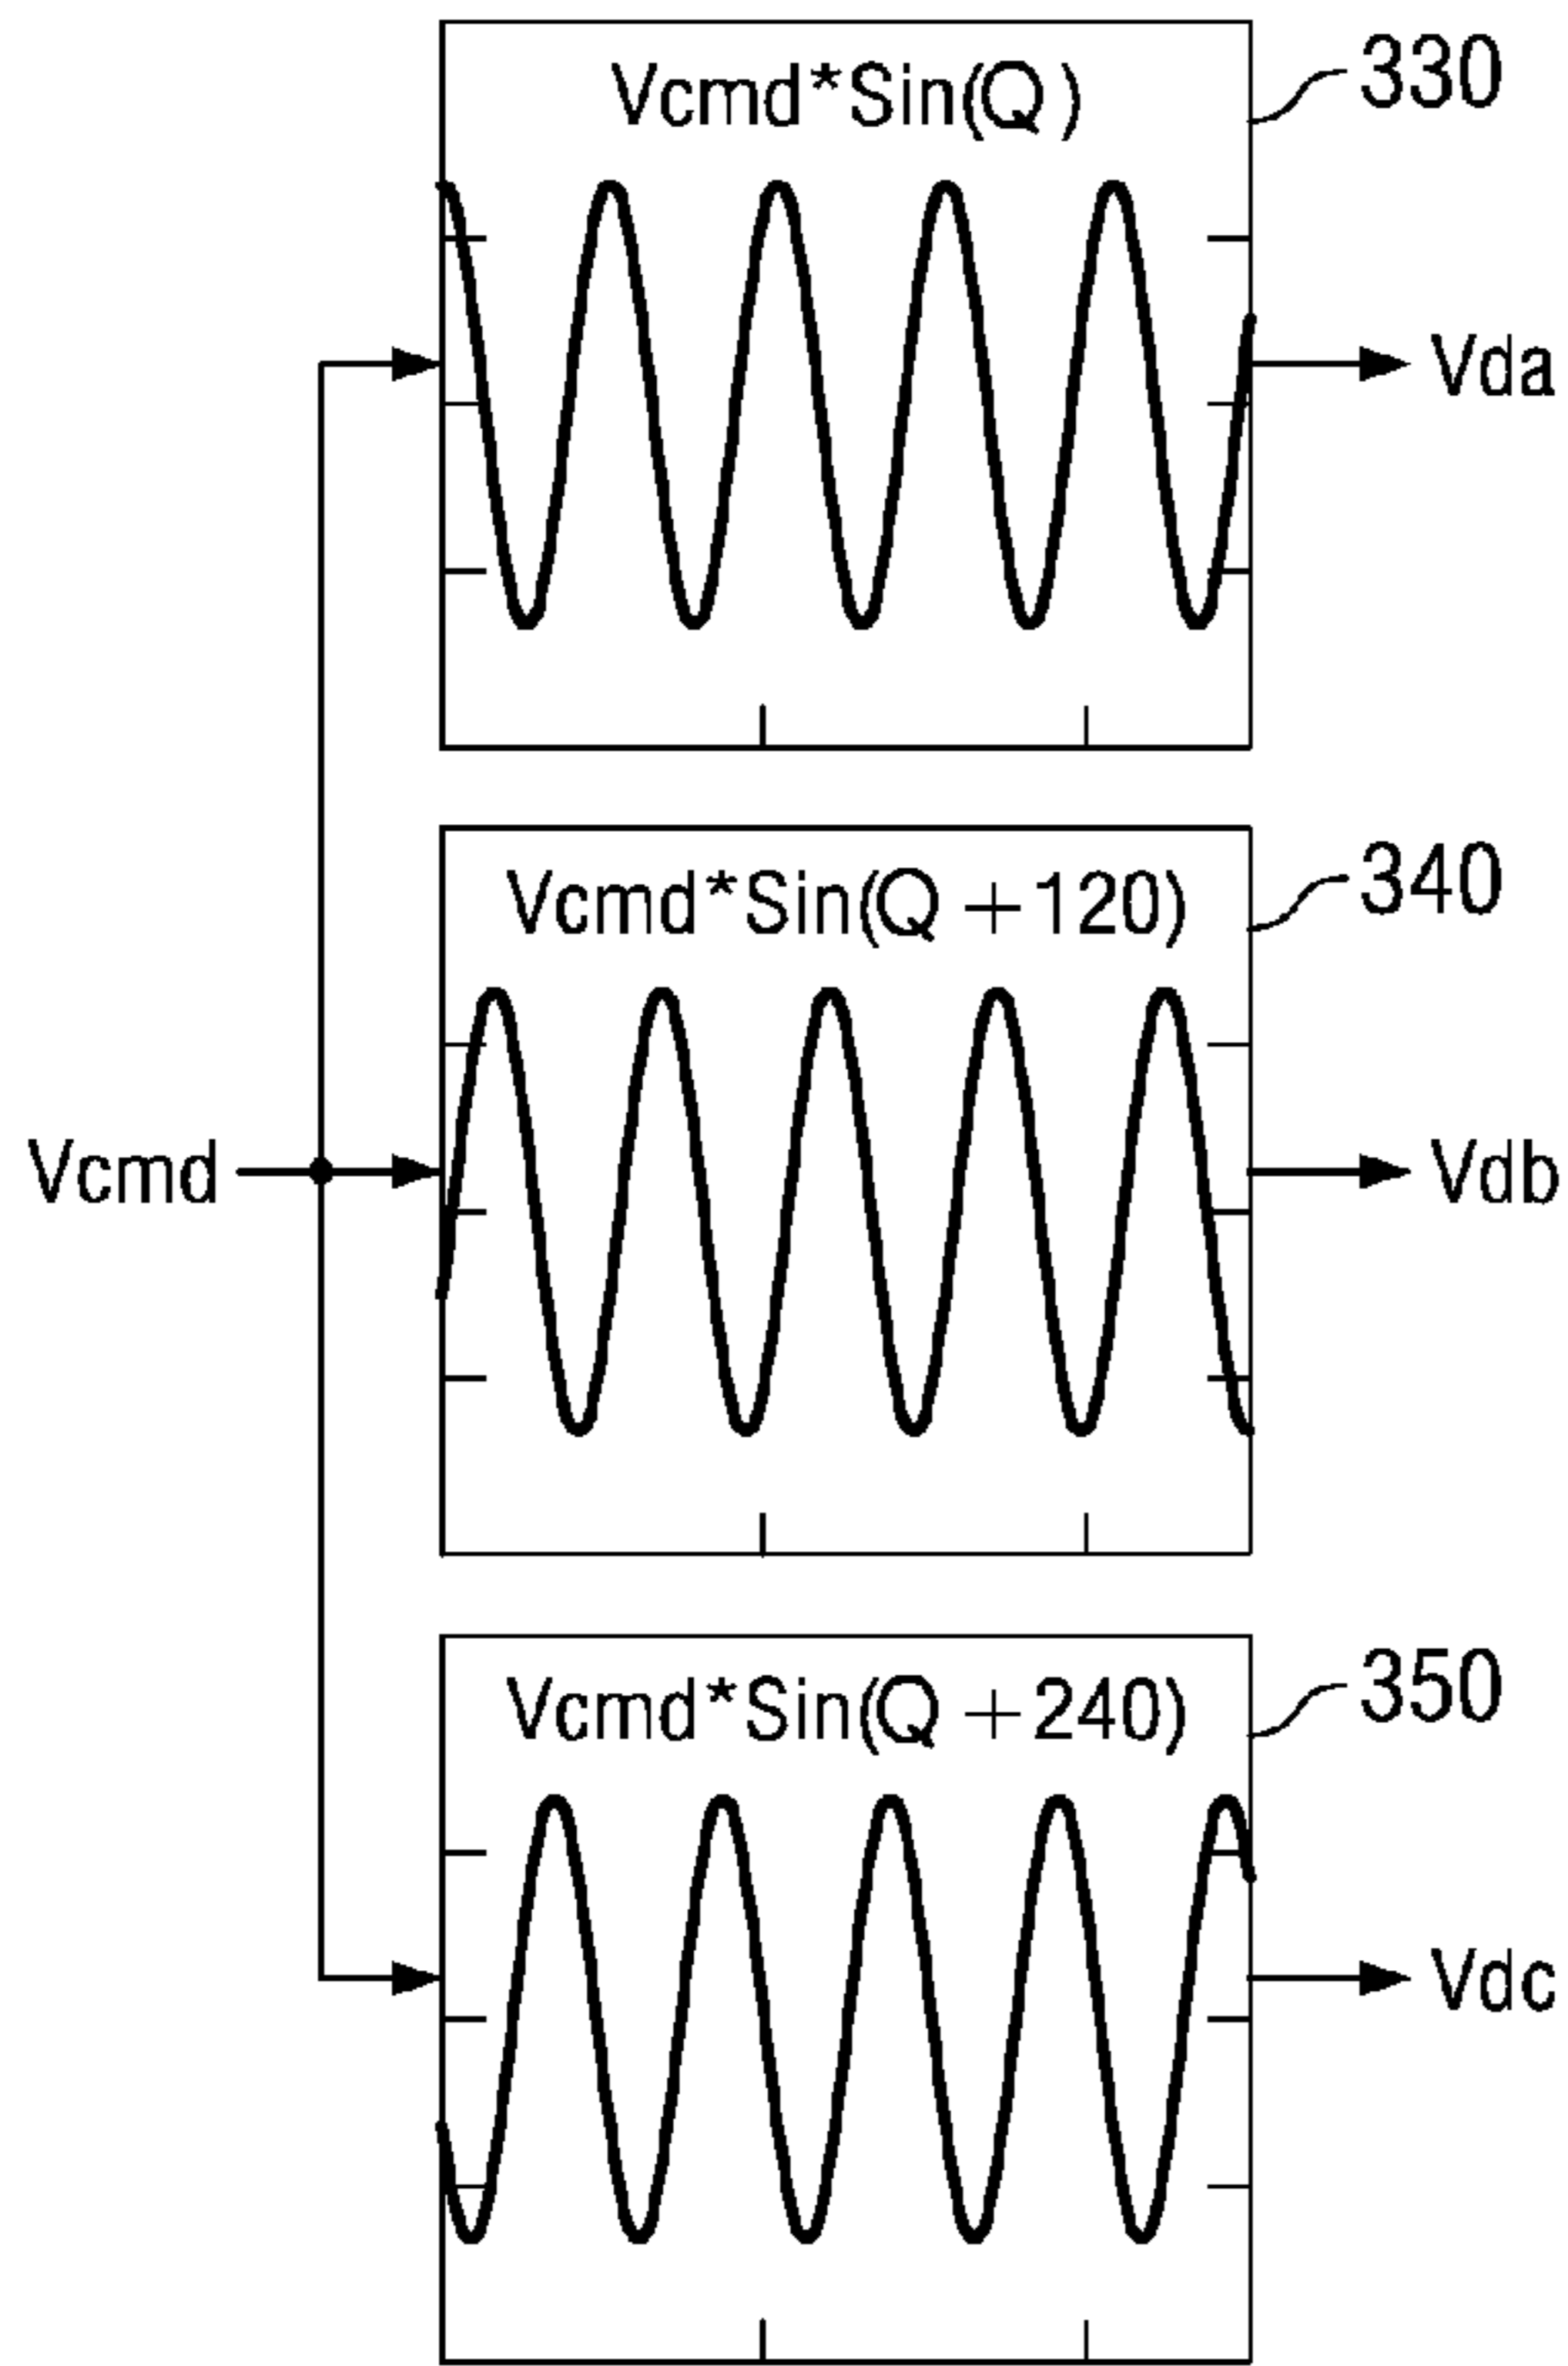 Vcmd*Sin(Q)
330
Vda
Vcmd*Sin(Q +120)
340
Vcmd
Vdb
Vcmd*Sin(Q +240)
350
Vdc